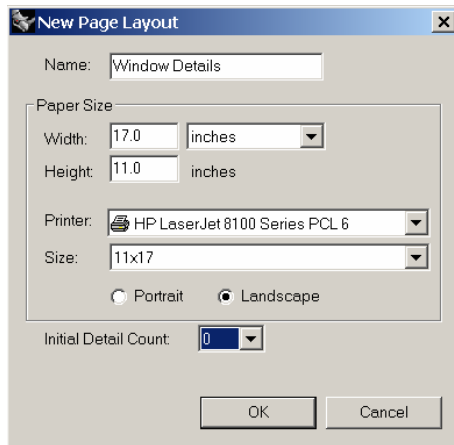 New Page Layout
Name: Window Details
Paper Size
Width: 17.0 inches
Height: 11.0 inches
Printer: HP LaserJet 8100 Series PCL 6
Size: 11x17
Portrait Landscape
Initial Detail Count: 0
OK Cancel